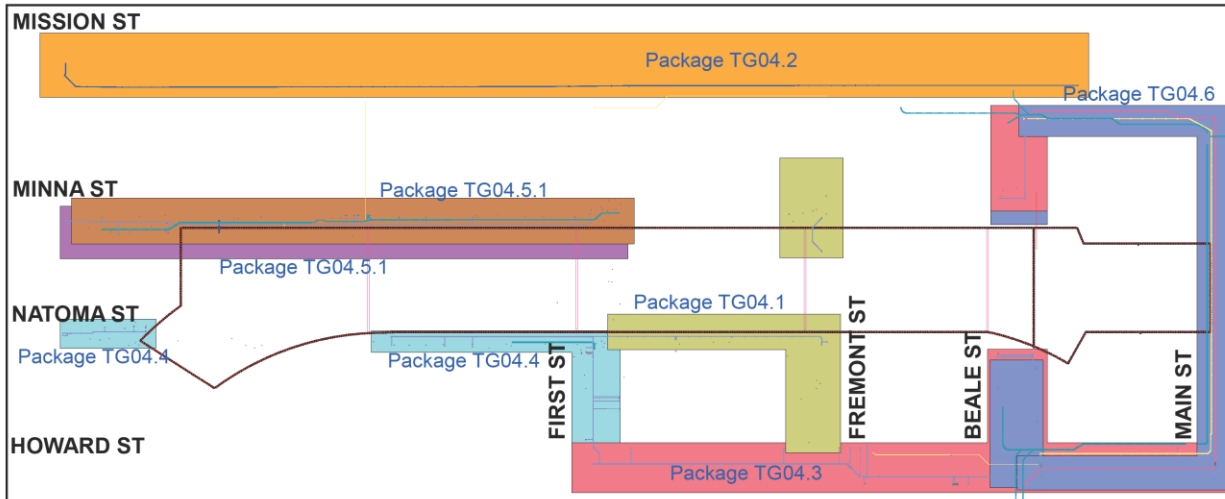 MISSION ST
Package TG04.2
Package TG04.6
MINNA ST
Package TG04.5.1
Package TG04.5.1
NATOMA ST
Package TG04.1
Package TG04.4
Package TG04.4
FIRST ST
FREMONT ST
BEALE ST
MAIN ST
HOWARD ST
Package TG04.3